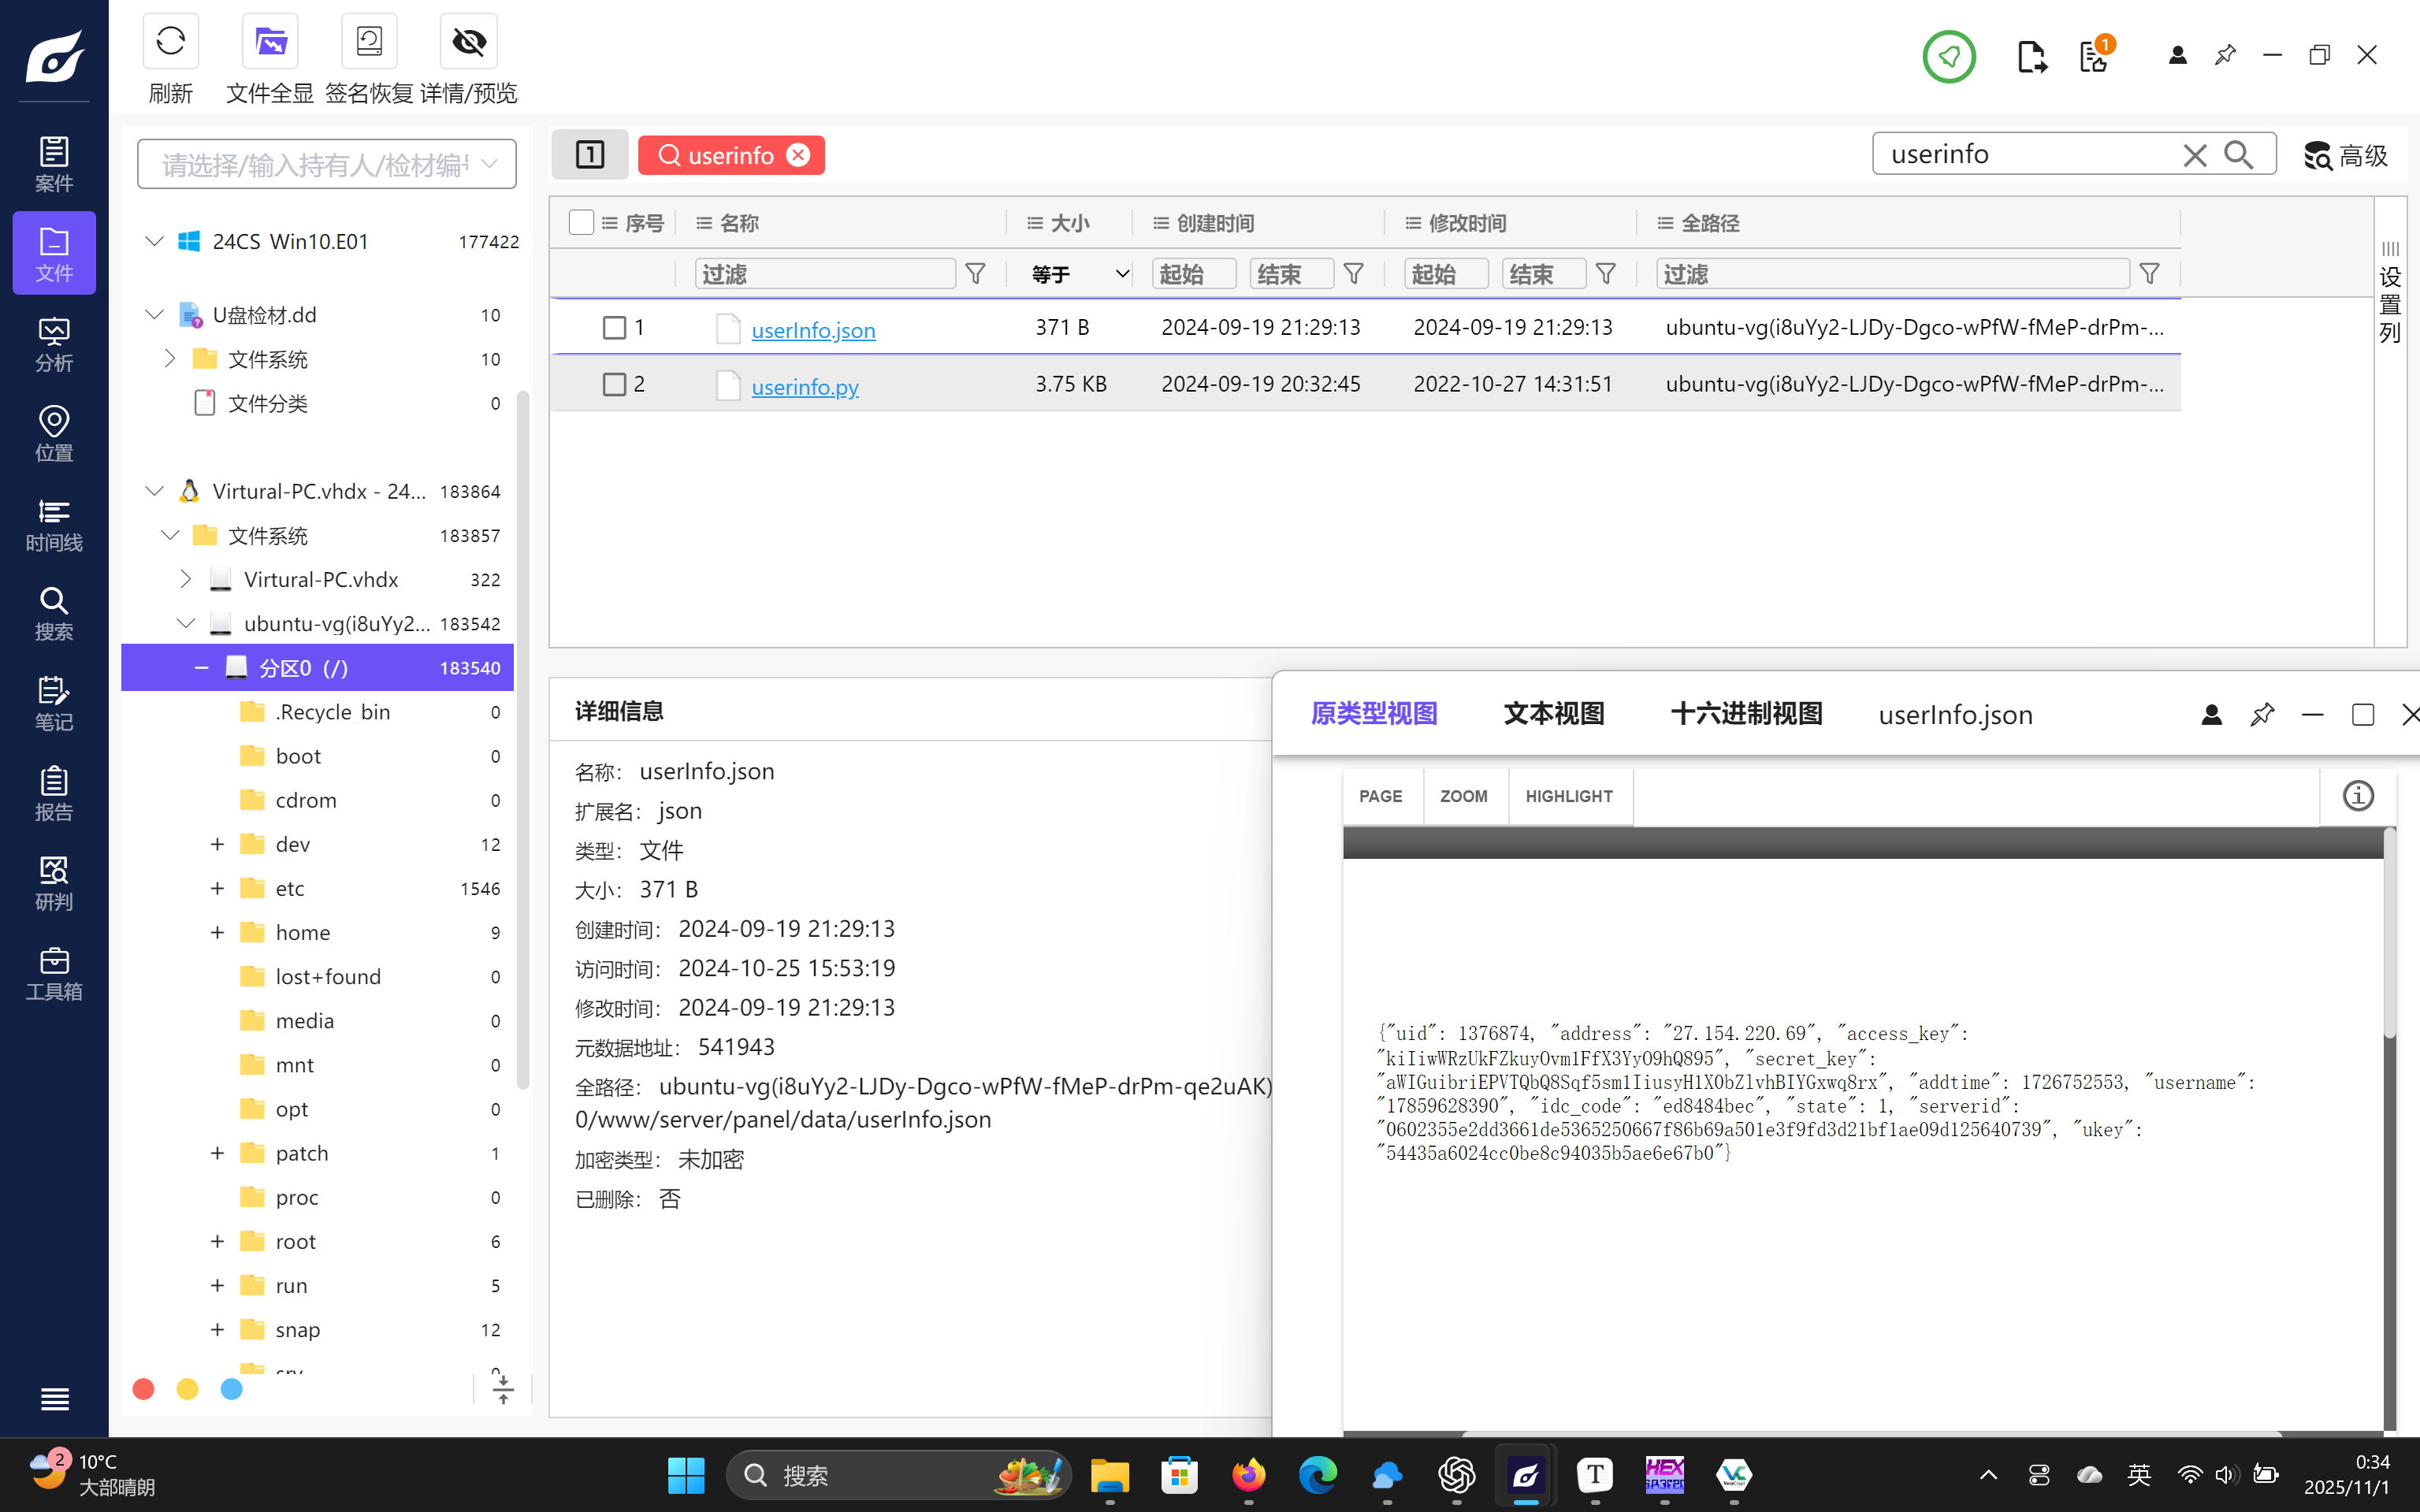 刷新
文件全显
签名恢复
详情/预览
1
案件
文件
分析
位置
时间线
搜索
笔记
报告
研判
工具箱
请选择/输入持有人/检材编号
24CS Win10.E01 177422
U盘检材.dd 10
文件系统 10
文件分类 0
Virtural-PC.vhdx - 24... 183864
文件系统 183857
Virtural-PC.vhdx 322
ubuntu-vg(i8uYy2... 183542
分区0 (/) 183540
.Recycle_bin 0
boot 0
cdrom 0
dev 12
etc 1546
home 9
lost+found 0
media 0
mnt 0
opt 0
patch 1
proc 0
root 6
run 5
snap 12
srv 0
1
userinfo
userinfo
高级
序号 名称 大小 创建时间 修改时间 全路径
过滤 等于 起始 结束 起始 结束 过滤
1 userInfo.json 371 B 2024-09-19 21:29:13 2024-09-19 21:29:13 ubuntu-vg(i8uYy2-LJDy-Dgco-wPfW-fMeP-drPm-...
2 userinfo.py 3.75 KB 2024-09-19 20:32:45 2022-10-27 14:31:51 ubuntu-vg(i8uYy2-LJDy-Dgco-wPfW-fMeP-drPm-...
设置列
详细信息
名称: userInfo.json
扩展名: json
类型: 文件
大小: 371 B
创建时间: 2024-09-19 21:29:13
访问时间: 2024-10-25 15:53:19
修改时间: 2024-09-19 21:29:13
元数据地址: 541943
全路径: ubuntu-vg(i8uYy2-LJDy-Dgco-wPfW-fMeP-drPm-qe2uAK)
0/www/server/panel/data/userInfo.json
加密类型: 未加密
已删除: 否
原类型视图 文本视图 十六进制视图 userInfo.json
PAGE ZOOM HIGHLIGHT
{"uid": 1376874, "address": "27.154.220.69", "access_key":
"kiIiwWRzUkFZkuyOvm1FfX3YyO9hQ895", "secret_key":
"aWIGuibriEPVTQbQ8Sqf5sm1IiusyH1X0bZlvhBIYGxwq8rx", "addtime": 1726752553, "username":
"17859628390", "idc_code": "ed8484bec", "state": 1, "serverid":
"0602355e2dd3661de5365250667f86b69a501e3f9fd3d21bf1ae09d125640739", "ukey":
"54435a6024cc0be8c94035b5ae6e67b0"}
2
10°C
大部晴朗
搜索
T
HEX
VC
英
0:34
2025/11/1